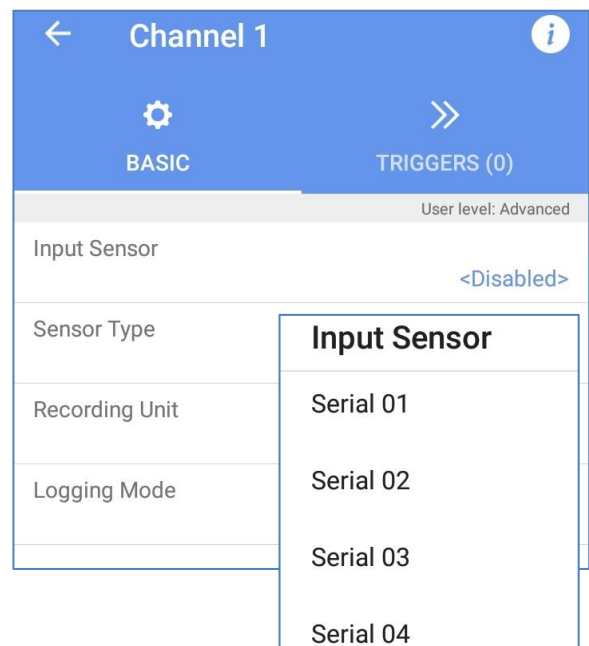 Channel 1
BASIC
TRIGGERS (0)
User level: Advanced
Input Sensor
<Disabled>
Sensor Type
Recording Unit
Logging Mode
Input Sensor
Serial 01
Serial 02
Serial 03
Serial 04